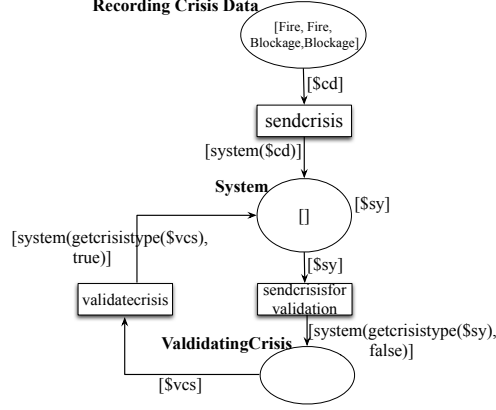 Recording Crisis Data
[Fire, Fire,
Blockage,Blockage]
[$cd]
sendcrisis
[system($cd)]
System
[]
[$sy]
[system(getcrisistype($vcs),
true)]
[$sy]
validatecrisis
sendcrisisfor
validation
[system(getcrisistype($sy),
false)]
ValdidatingCrisis
[$vcs]